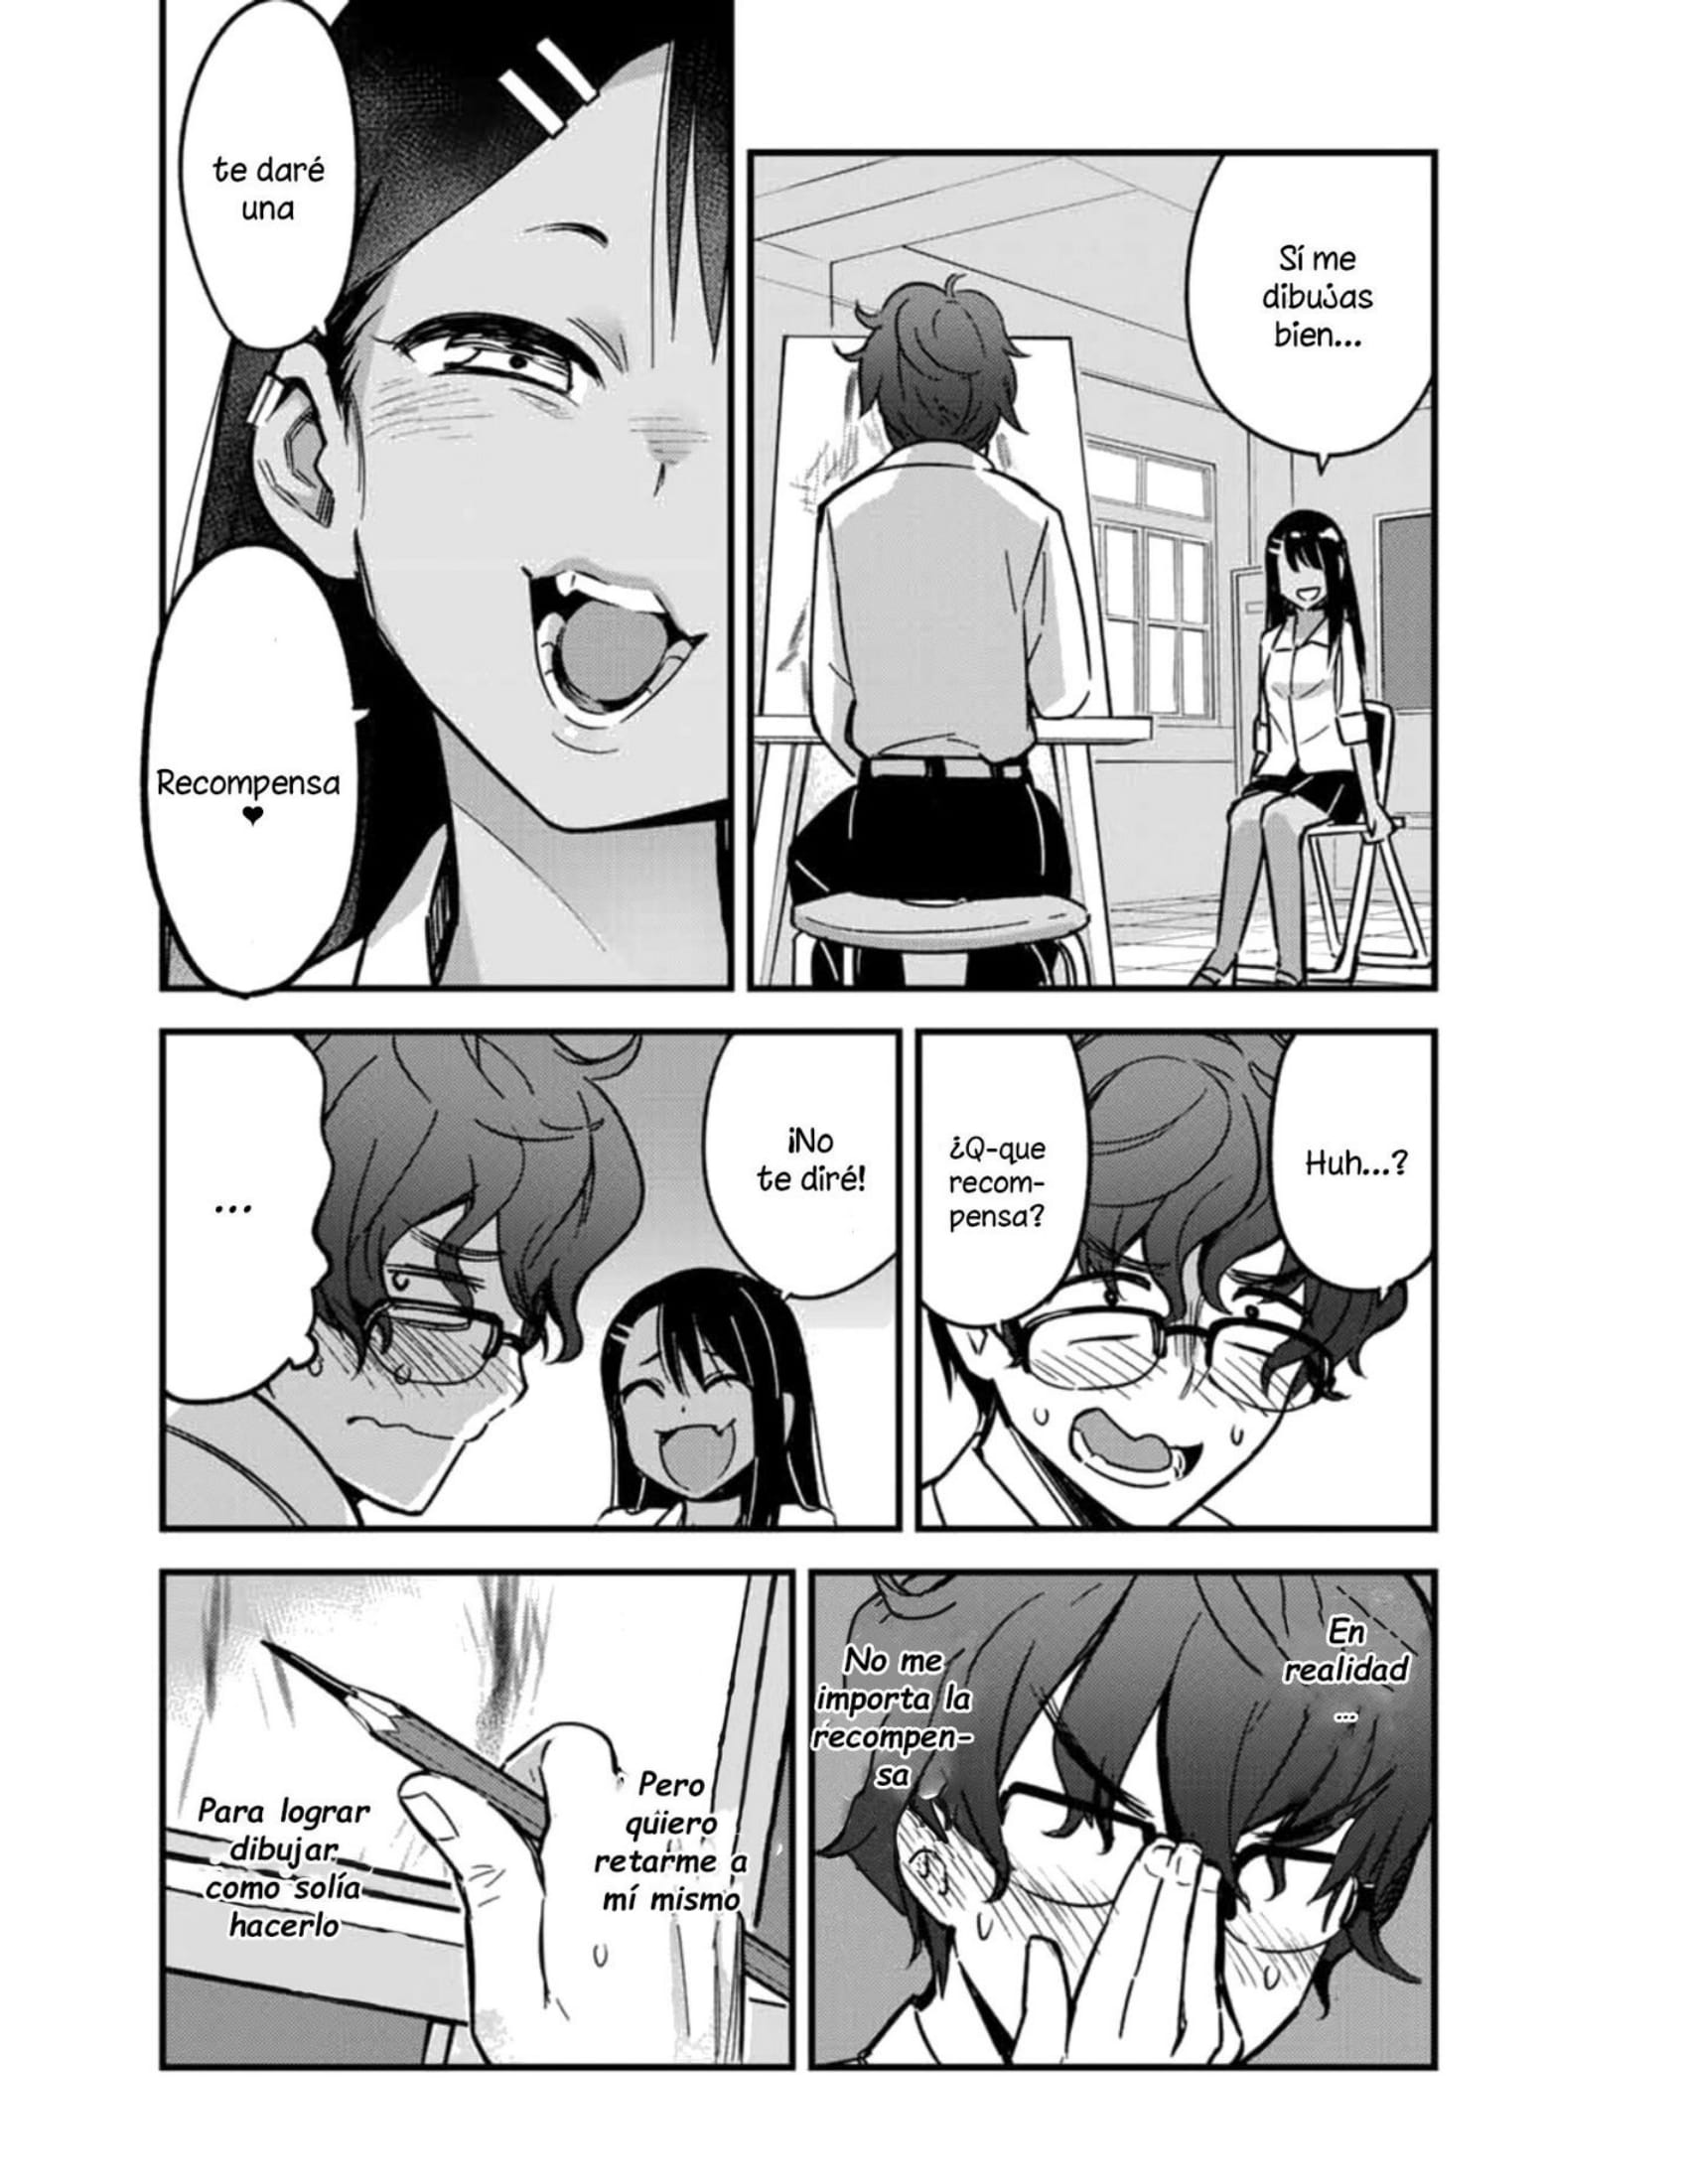 Sí me
dibujas
bien...
te daré
una
Recompensa
❤
Huh...?
¿Q-que
recom-
pensa?
¡No
te diré!
...
En
realidad
...
No me
importa la
recompen-
sa
Pero
quiero
retarme a
mí mismo
Para lograr
dibujar
como solía
hacerlo